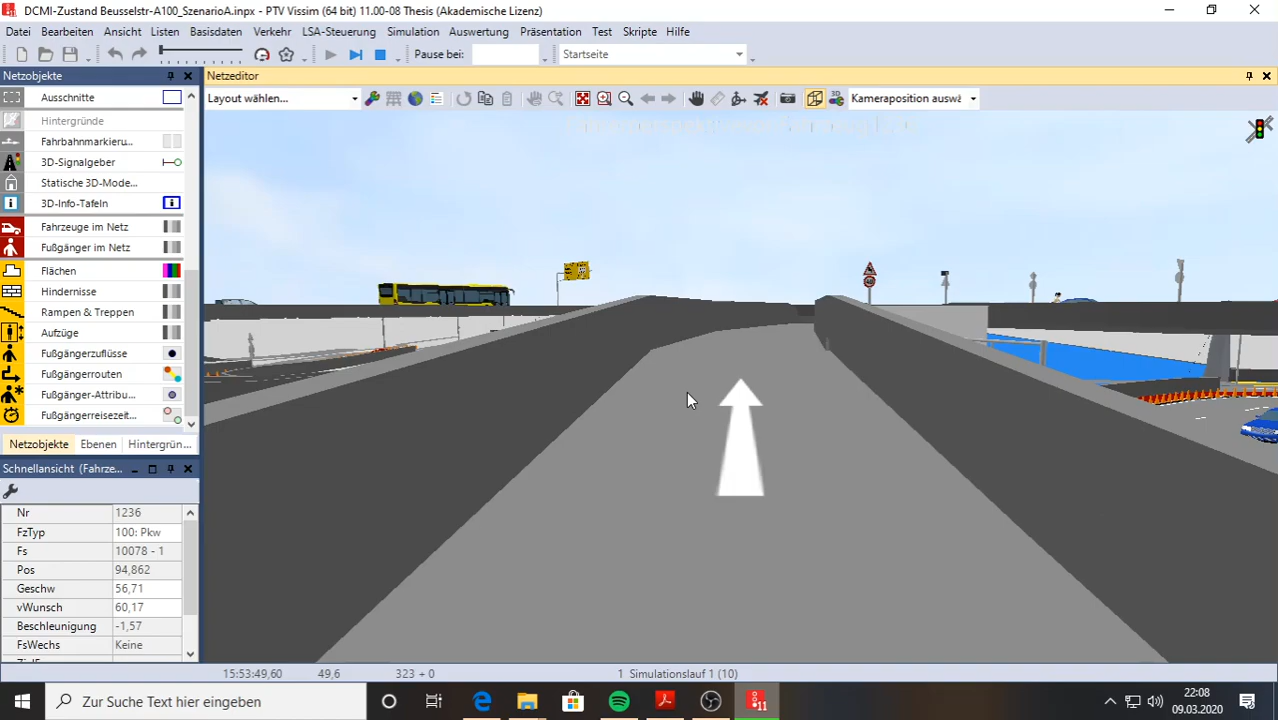 DCMI-Zustand Beusselstr-A100_SzenarioA.inpx - PTV Vissim (64 bit) 11.00-08 Thesis (Akademische Lizenz)
Datei Bearbeiten Ansicht Listen Basisdaten Verkehr LSA-Steuerung Simulation Auswertung Präsentation Test Skripte Hilfe
Pause bei: Startseite
Netzobjekte
Netzeditor
Layout wählen... Kameraposition auswä
Ausschnitte
Hintergründe
Fahrbahnmarkieru...
3D-Signalgeber
Statische 3D-Mode...
3D-Info-Tafeln
Fahrzeuge im Netz
Fußgänger im Netz
Flächen
Hindernisse
Rampen & Treppen
Aufzüge
Fußgängerzuflüsse
Fußgängerrouten
Fußgänger-Attribu...
Fußgängerreisezeit...
Netzobjekte Ebenen Hintergrün...
Schnellansicht (Fahrze...
Nr 1236
FzTyp 100: Pkw
Fs 10078 - 1
Pos 94,862
Geschw 56,71
vWunsch 60,17
Beschleunigung -1,57
FsWechs Keine
15:53:49,60 49,6 323 + 0 1 Simulationslauf 1 (10)
Zur Suche Text hier eingeben
11
22:08
09.03.2020